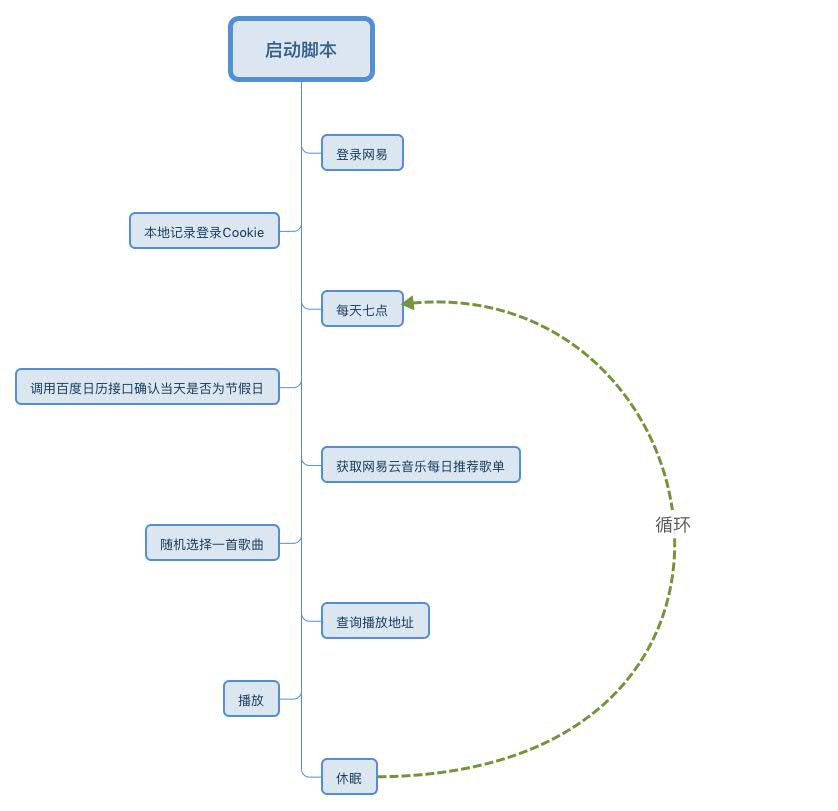 启动脚本
登录网易
本地记录登录Cookie
每天七点
调用百度日历接口确认当天是否为节假日
获取网易云音乐每日推荐歌单
循环
随机选择一首歌曲
查询播放地址
播放
休眠